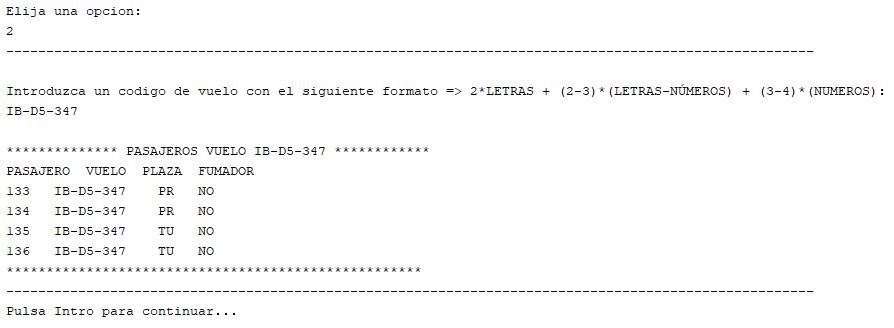 Elija una opcion:
2
-----------------------------------------------------------------------------------------------------
Introduzca un codigo de vuelo con el siguiente formato => 2*LETRAS + (2-3)*(LETRAS-NÚMEROS) + (3-4)*(NUMEROS):
IB-D5-347
************** PASAJEROS VUELO IB-D5-347 ************
PASAJERO  VUELO  PLAZA  FUMADOR
133   IB-D5-347    PR   NO
134   IB-D5-347    PR   NO
135   IB-D5-347    TU   NO
136   IB-D5-347    TU   NO
****************************************************
-----------------------------------------------------------------------------------------------------
Pulsa Intro para continuar...